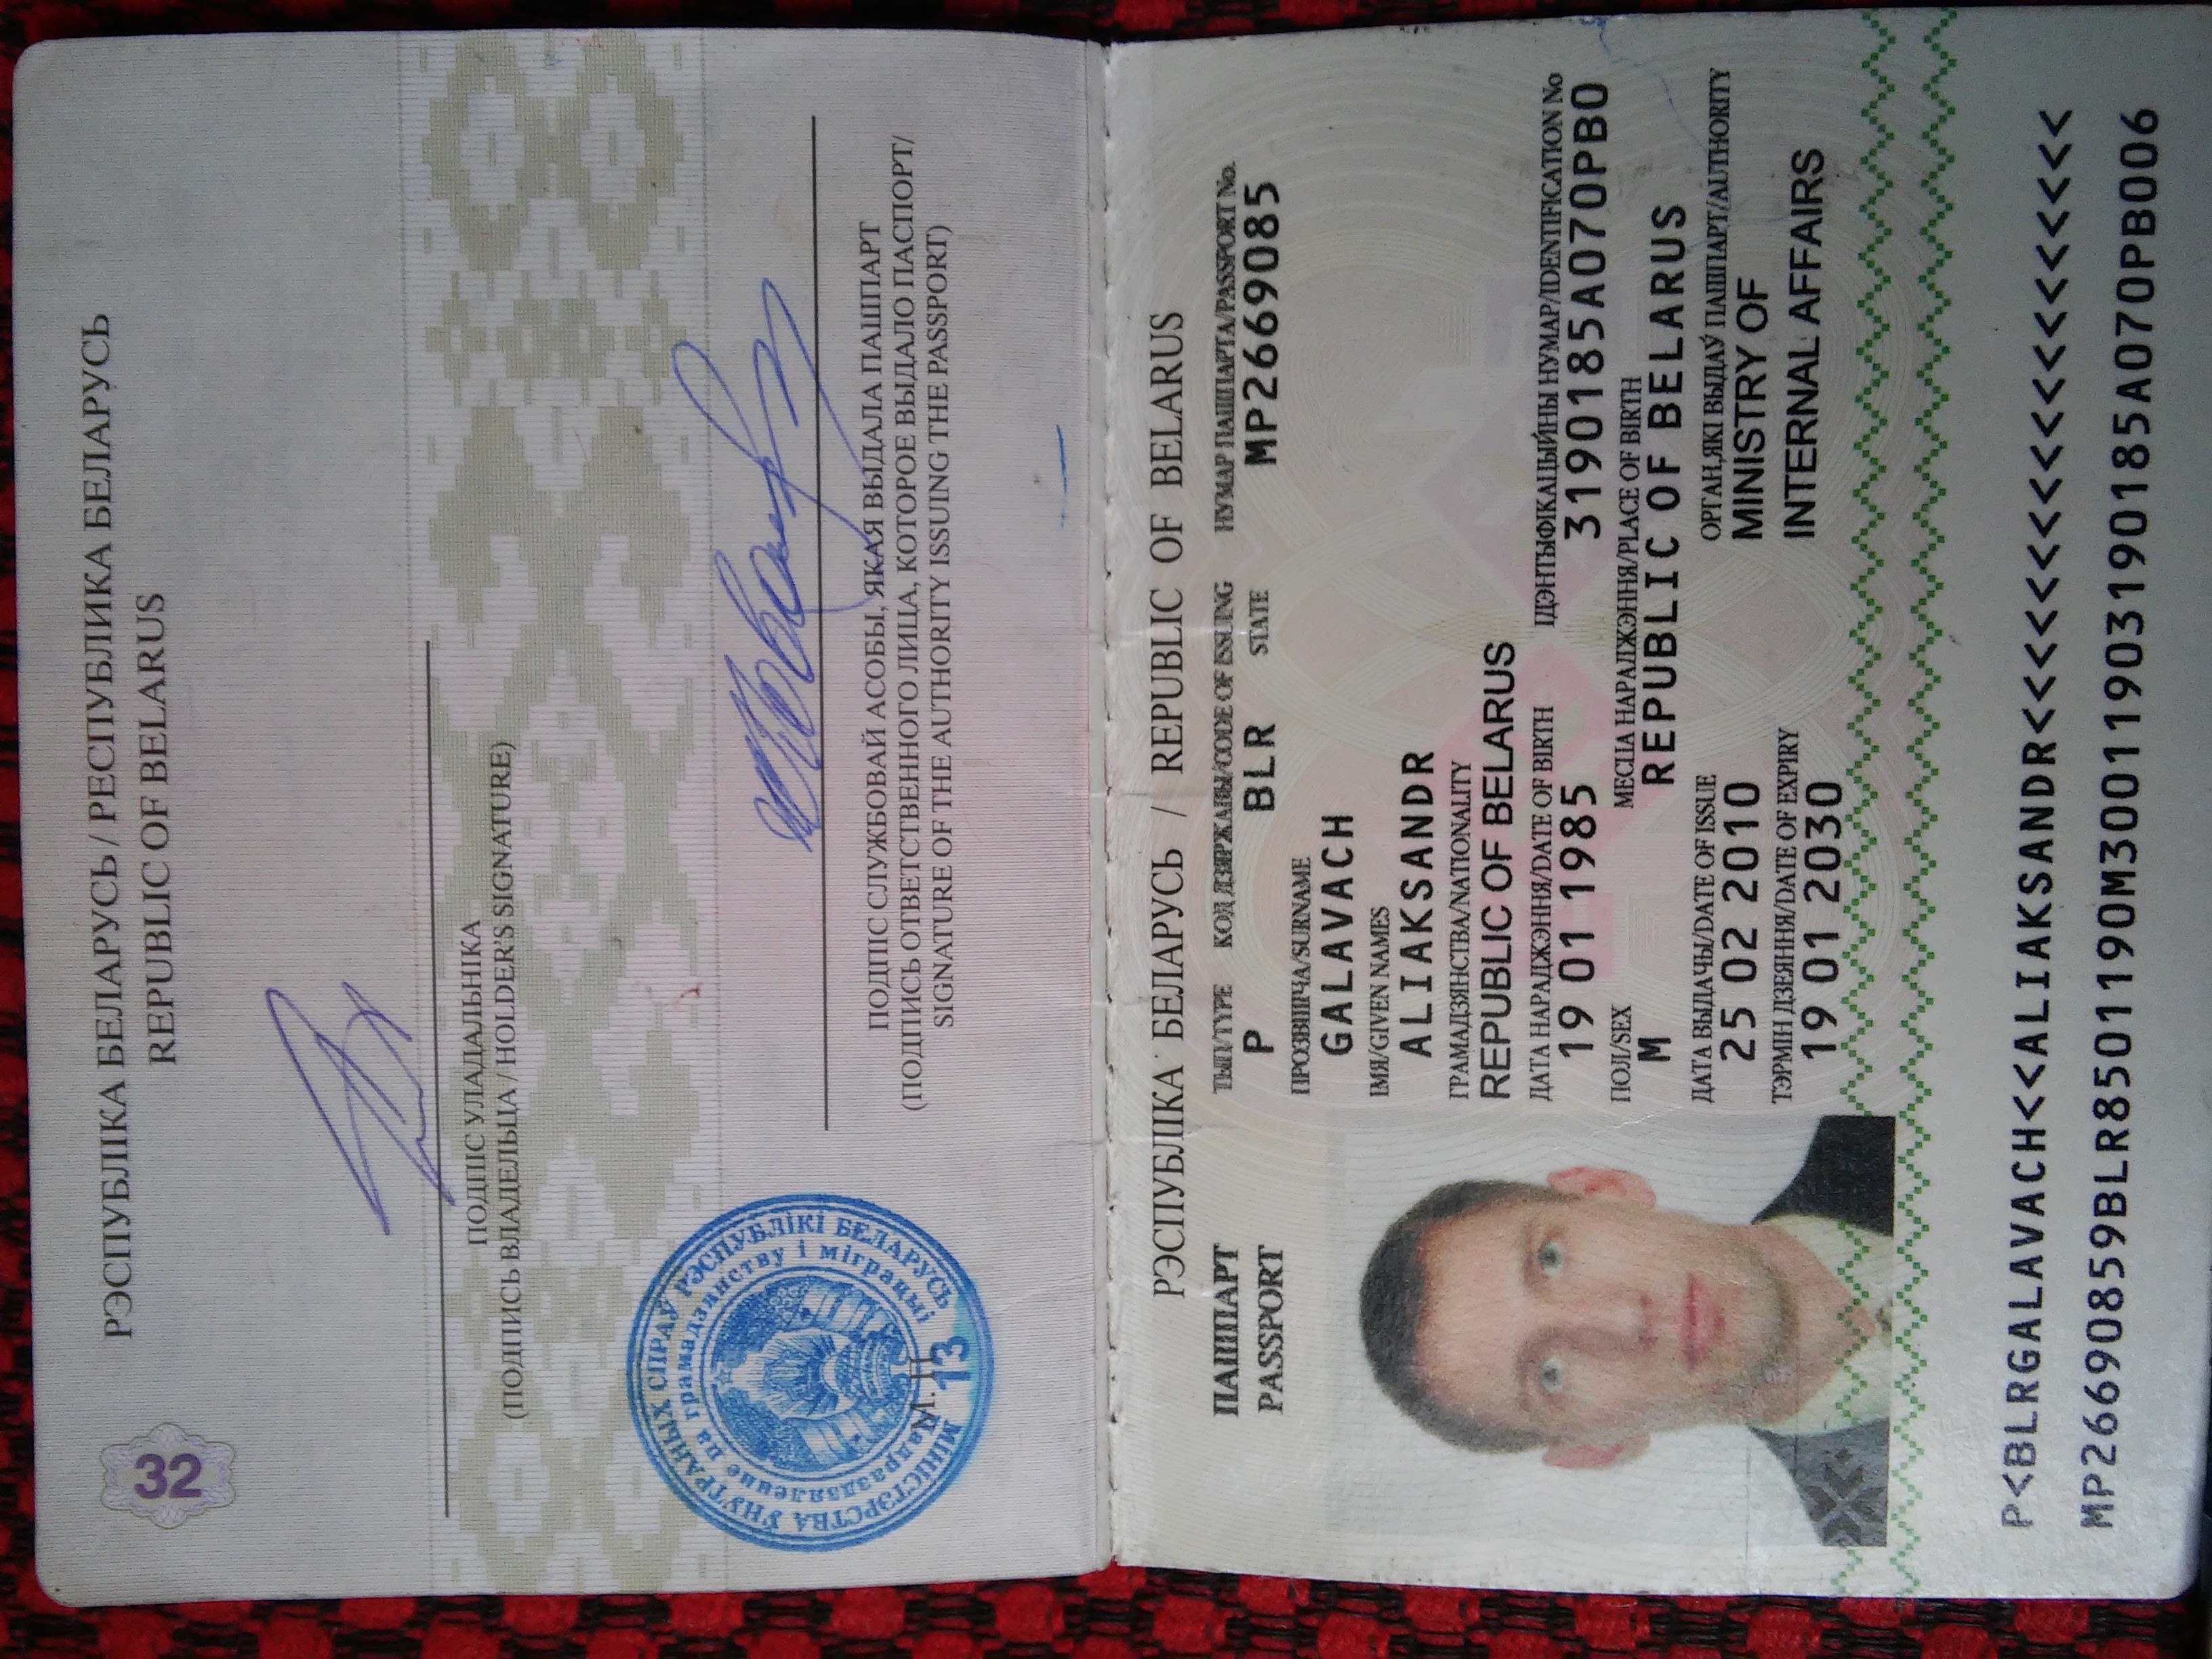 32
РЭСПУБЛІКА БЕЛАРУСЬ / РЕСПУБЛИКА БЕЛАРУСЬ
REPUBLIC OF BELARUS
ПОДПІС УЛАДАЛЬНІКА
(ПОДПИСЬ ВЛАДЕЛЬЦА / HOLDER'S SIGNATURE)
МІНІСТЭРСТВА УНУТРАНЫХ СПРАЎ РЭСПУБЛІКІ БЕЛАРУСЬ
па грамадзянству і міграцыі
М. П.
13
ПОДПІС СЛУЖБОВАЙ АСОБЫ, ЯКАЯ ВЫДАЛА ПАШПАРТ
(ПОДПИСЬ ОТВЕТСТВЕННОГО ЛИЦА, КОТОРОЕ ВЫДАЛО ПАСПОРТ/
SIGNATURE OF THE AUTHORITY ISSUING THE PASSPORT)
РЭСПУБЛІКА БЕЛАРУСЬ / REPUBLIC OF BELARUS
ПАШПАРТ ТЫП/TYPE КОД ДЗЯРЖАВЫ/CODE OF ISSUING НУМАР ПАШПАРТА/PASSPORT No.
PASSPORT P BLR STATE MP2669085
ПРОЗВІШЧА/SURNAME
GALAVACH
ІМЯ/GIVEN NAMES
ALIAKSANDR
ГРАМАДЗЯНСТВА/NATIONALITY
REPUBLIC OF BELARUS
ДАТА НАРАДЖЭННЯ/DATE OF BIRTH ІДЭНТЫФІКАЦЫЙНЫ НУМАР/IDENTIFICATION No
19 01 1985 3190185A070PB0
ПОЛ/SEX МЕСЦА НАРАДЖЭННЯ/PLACE OF BIRTH
M REPUBLIC OF BELARUS
ДАТА ВЫДАЧЫ/DATE OF ISSUE ОРГАН,ЯКІ ВЫДАЎ ПАШПАРТ/AUTHORITY
25 02 2010 MINISTRY OF
ТЭРМІН ДЗЕЯННЯ/DATE OF EXPIRY INTERNAL AFFAIRS
19 01 2030
P<BLRGALAVACH<<ALIAKSANDR<<<<<<<<<<<<<<<<<<<
MP26690859BLR8501190M30011903190185A070PB006